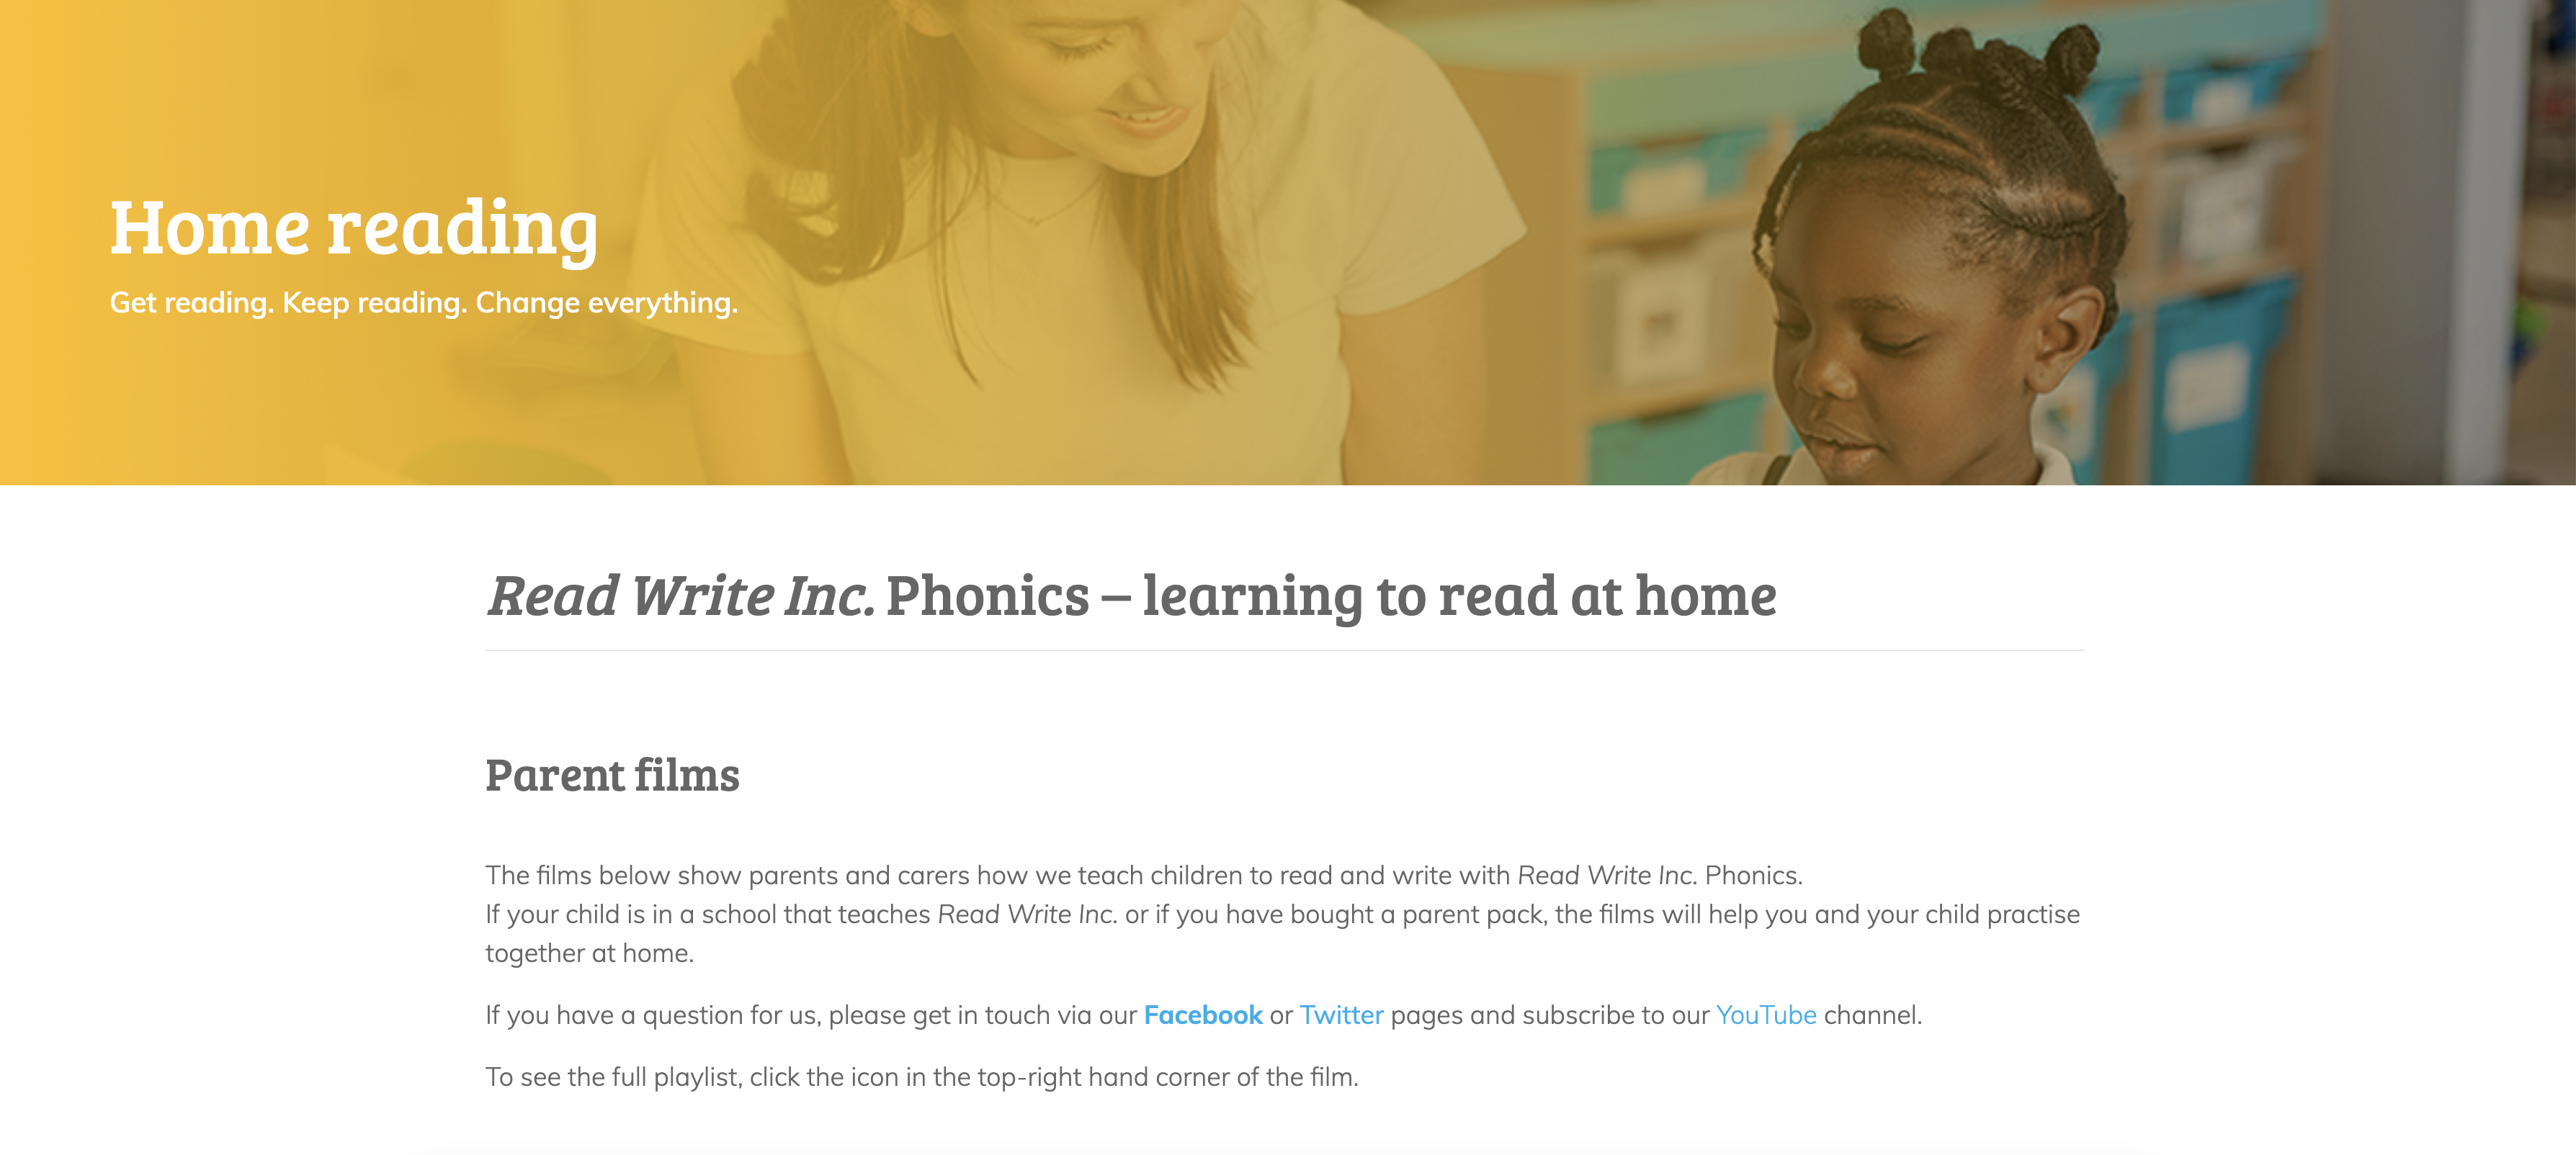 Home reading
Get reading. Keep reading. Change everything.
Read Write Inc. Phonics – learning to read at home
Parent films
The films below show parents and carers how we teach children to read and write with Read Write Inc. Phonics.
If your child is in a school that teaches Read Write Inc. or if you have bought a parent pack, the films will help you and your child practise
together at home.
If you have a question for us, please get in touch via our Facebook or Twitter pages and subscribe to our YouTube channel.
To see the full playlist, click the icon in the top-right hand corner of the film.